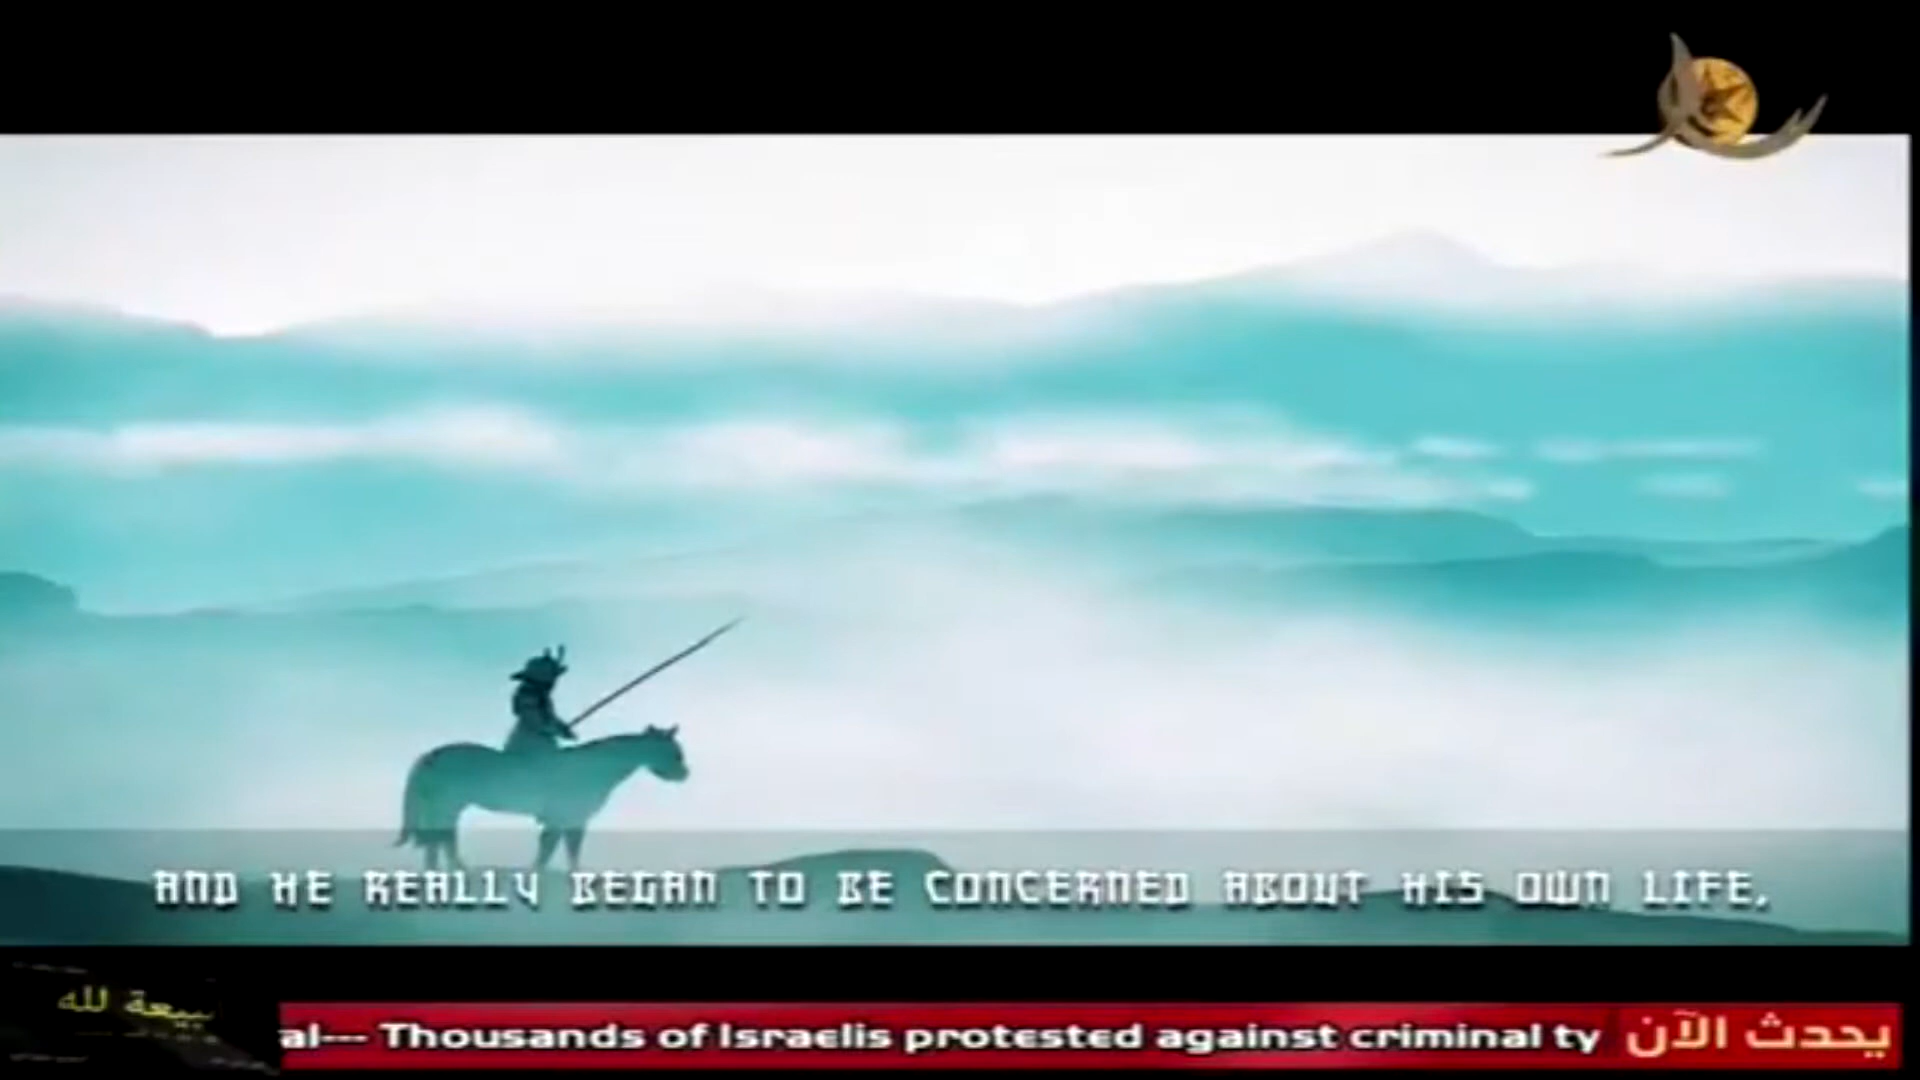 AND HE REALLY BEGAN TO BE CONCERNED ABOUT HIS OWN LIFE,
بيعة لله
al--- Thousands of Israelis protested against criminal ty
يحدث الآن